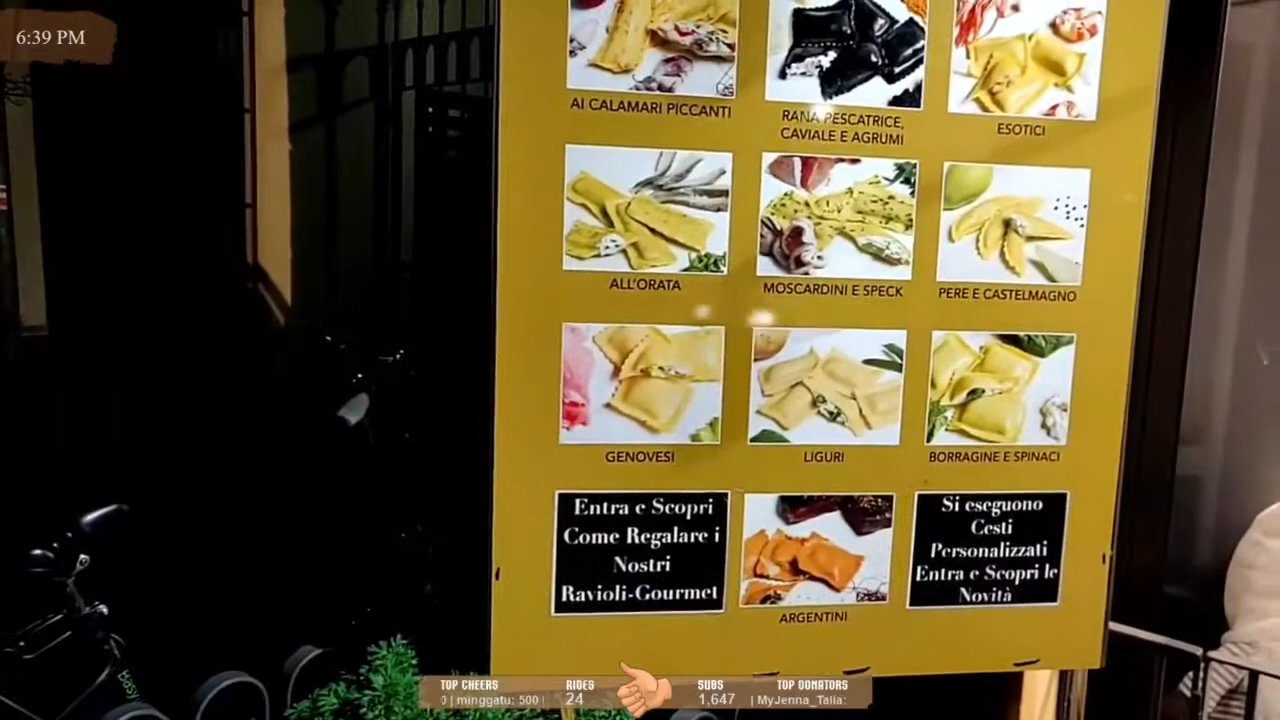 6:39 PM
AI CALAMARI PICCANTI
RANA PESCATRICE,
CAVIALE E AGRUMI
ESOTICI
ALL'ORATA
MOSCARDINI E SPECK
PERE E CASTELMAGNO
GENOVESI
LIGURI
BORRAGINE E SPINACI
Entra e Scopri
Come Regalare i
Nostri
Ravioli-Gourmet
ARGENTINI
Si eseguono
Cesti
Personalizzati
Entra e Scopri le
Novità
TOP CHEERS
0 | minggatu: 500 |
RIDES
24
SUBS
1,647
TOP DONATORS
| MyJenna_Talia: